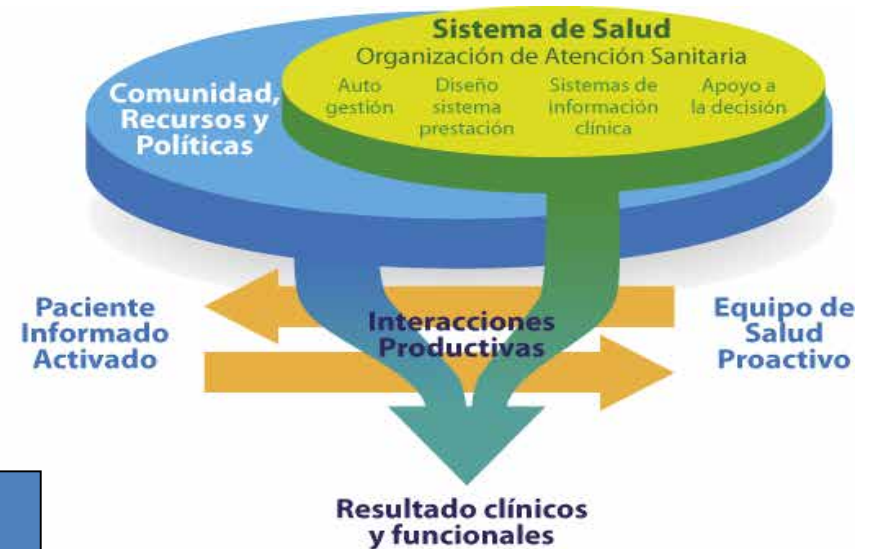 Sistema de Salud
Organización de Atención Sanitaria
Auto
gestión
Diseño
sistema
prestación
Sistemas de
información
clínica
Apoyo a
la decisión
Comunidad,
Recursos y
Políticas
Paciente
Informado
Activado
Interacciones
Productivas
Equipo de
Salud
Proactivo
Resultado clínicos
y funcionales